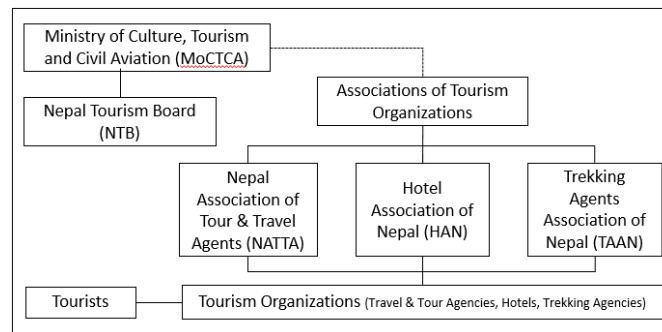 Ministry of Culture, Tourism
and Civil Aviation (MoCTCA)
Nepal Tourism Board
(NTB)
Associations of Tourism
Organizations
Nepal
Association of
Tour & Travel
Agents (NATTA)
Hotel
Association of
Nepal (HAN)
Trekking
Agents
Association of
Nepal (TAAN)
Tourists
Tourism Organizations (Travel & Tour Agencies, Hotels, Trekking Agencies)